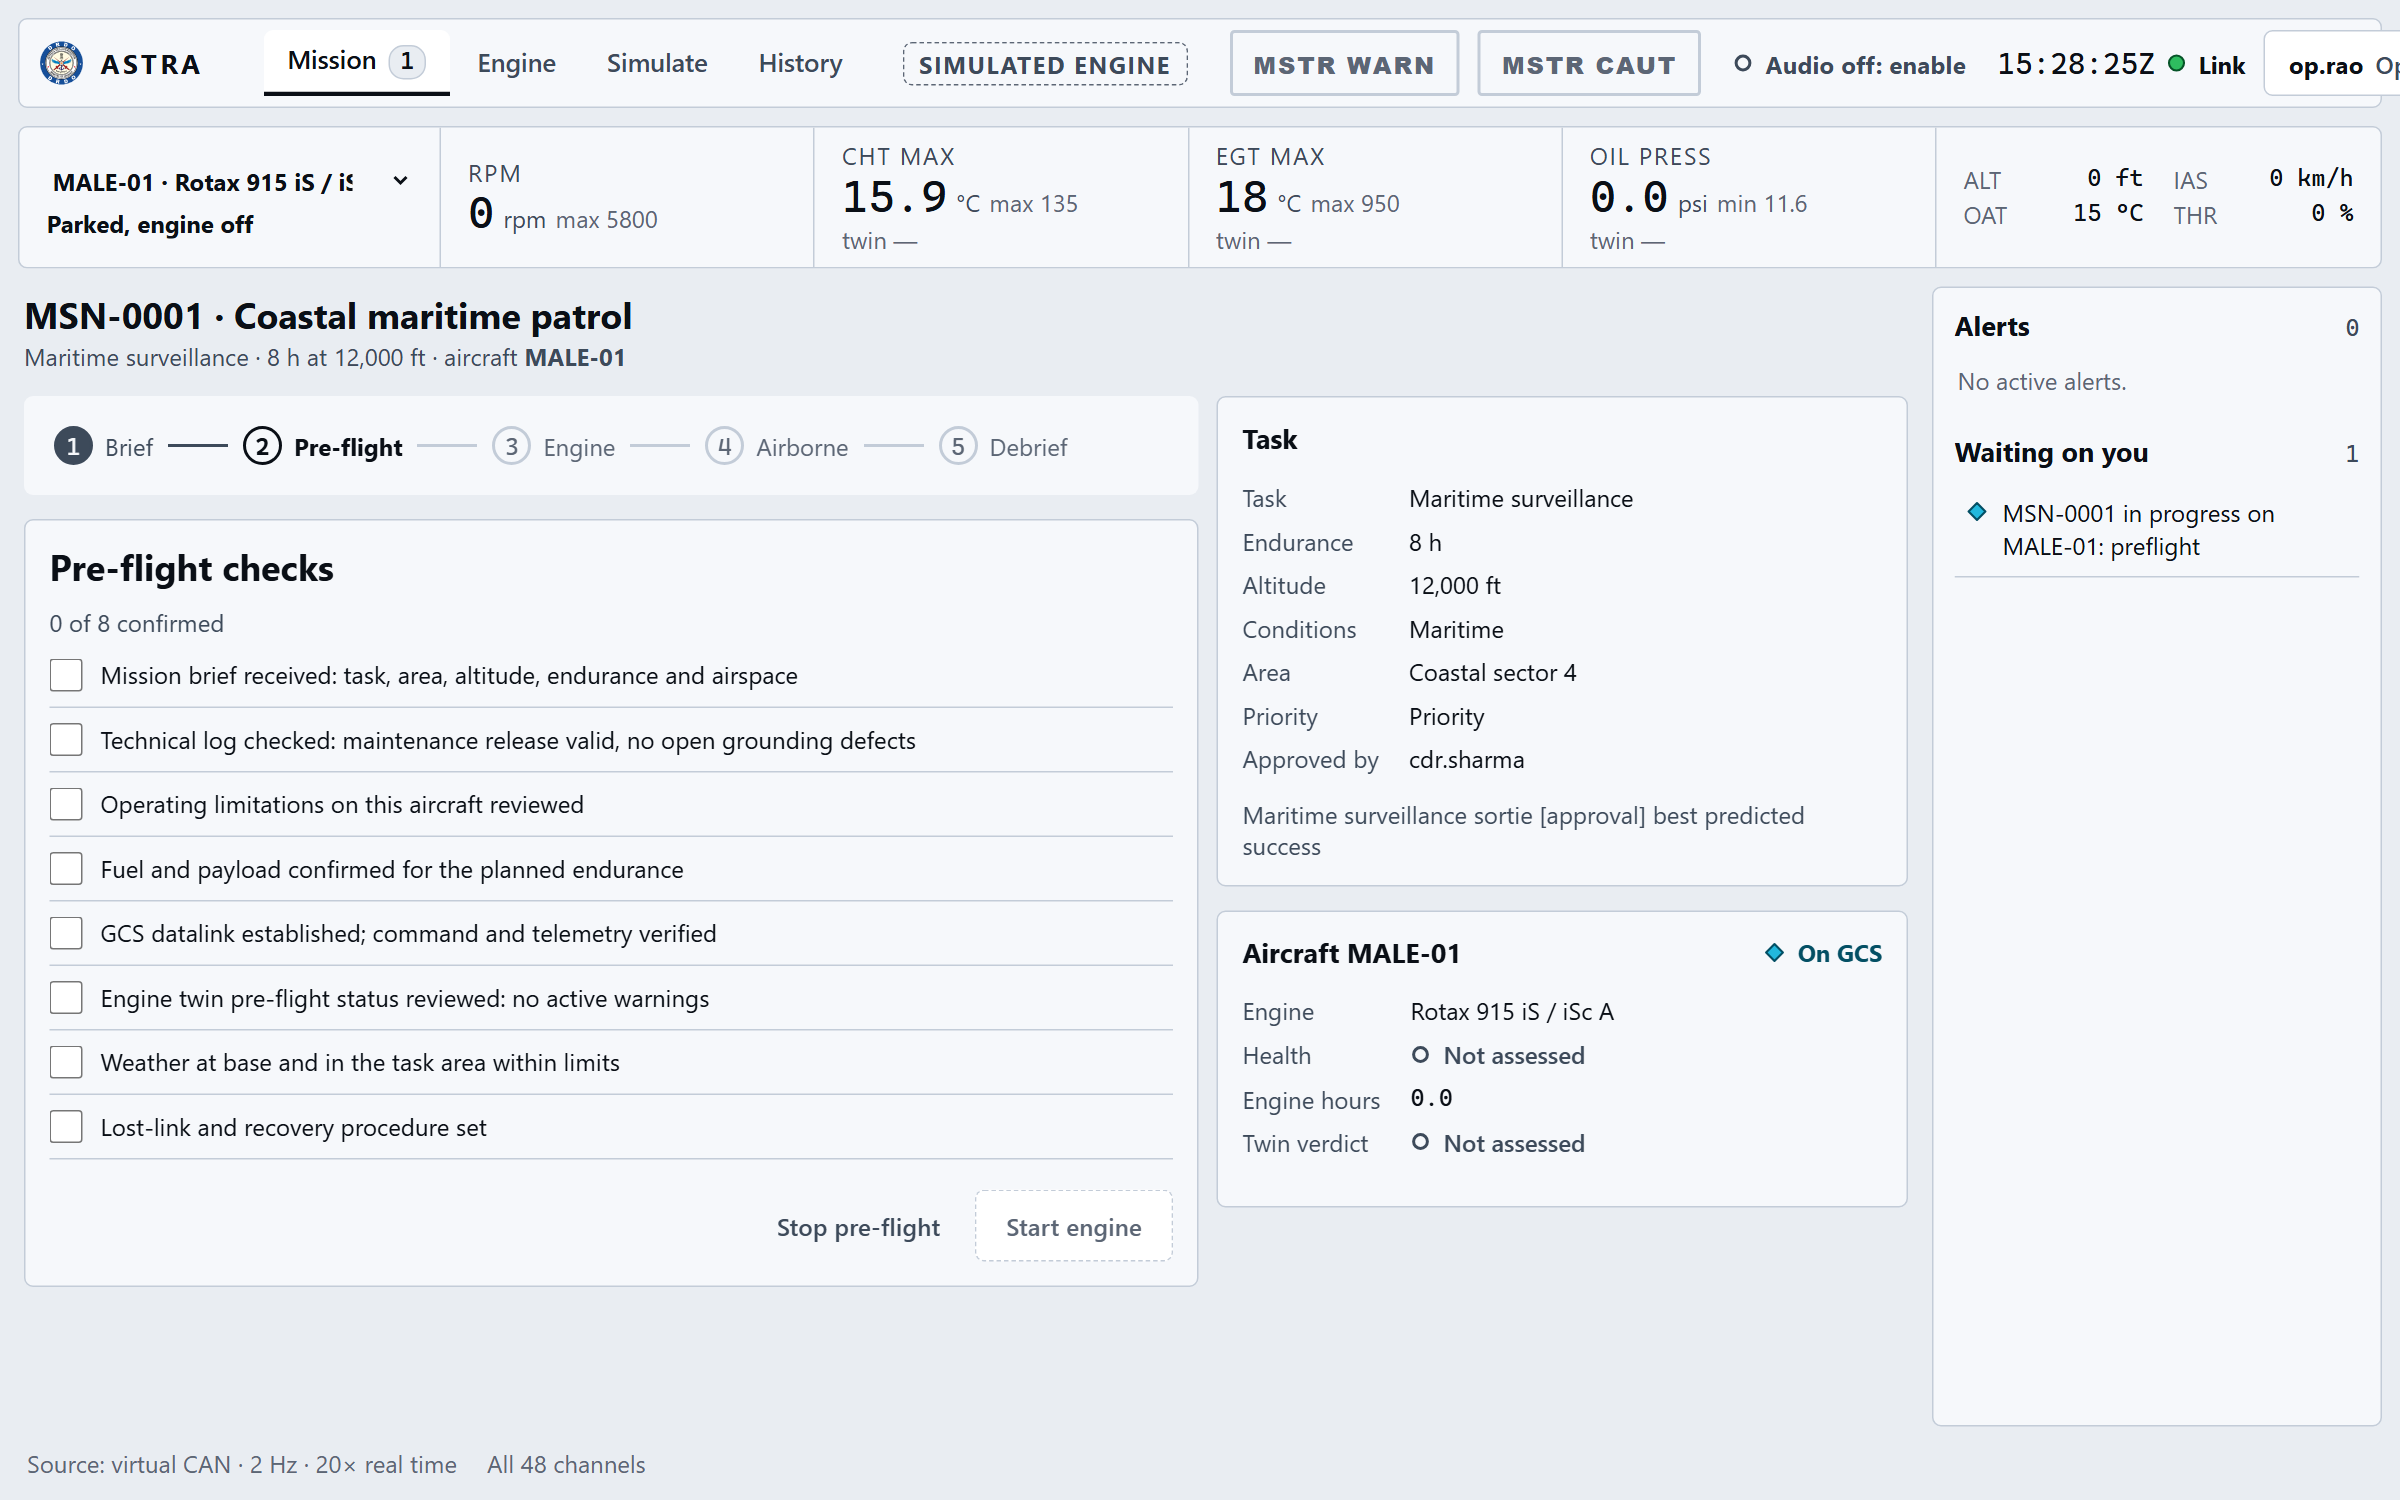 ASTRA
Mission 1
Engine
Simulate
History
SIMULATED ENGINE
MSTR WARN
MSTR CAUT
Audio off: enable
15:28:25Z
Link
op.rao
MALE-01 · Rotax 915 iS /
Parked, engine off
RPM
0 rpm max 5800
CHT MAX
15.9 °C max 135
twin —
EGT MAX
18 °C max 950
twin —
OIL PRESS
0.0 psi min 11.6
twin —
ALT 0 ft IAS 0 km/h
OAT 15 °C THR 0 %
MSN-0001 · Coastal maritime patrol
Maritime surveillance · 8 h at 12,000 ft · aircraft MALE-01
1 Brief 2 Pre-flight 3 Engine 4 Airborne 5 Debrief
Pre-flight checks
0 of 8 confirmed
Mission brief received: task, area, altitude, endurance and airspace
Technical log checked: maintenance release valid, no open grounding defects
Operating limitations on this aircraft reviewed
Fuel and payload confirmed for the planned endurance
GCS datalink established; command and telemetry verified
Engine twin pre-flight status reviewed: no active warnings
Weather at base and in the task area within limits
Lost-link and recovery procedure set
Stop pre-flight
Start engine
Task
Task Maritime surveillance
Endurance 8 h
Altitude 12,000 ft
Conditions Maritime
Area Coastal sector 4
Priority Priority
Approved by cdr.sharma
Maritime surveillance sortie [approval] best predicted
success
Aircraft MALE-01
On GCS
Engine Rotax 915 iS / iSc A
Health Not assessed
Engine hours 0.0
Twin verdict Not assessed
Alerts 0
No active alerts.
Waiting on you 1
MSN-0001 in progress on
MALE-01: preflight
Source: virtual CAN · 2 Hz · 20× real time
All 48 channels